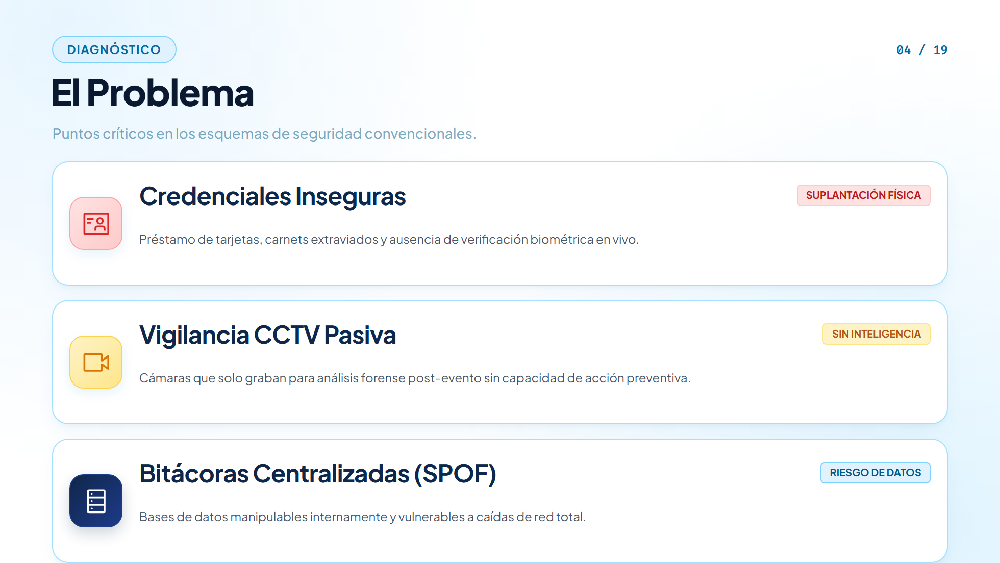 DIAGNÓSTICO
04 / 19
El Problema
Puntos críticos en los esquemas de seguridad convencionales.
Credenciales Inseguras
SUPLANTACIÓN FÍSICA
Préstamo de tarjetas, carnets extraviados y ausencia de verificación biométrica en vivo.
Vigilancia CCTV Pasiva
SIN INTELIGENCIA
Cámaras que solo graban para análisis forense post-evento sin capacidad de acción preventiva.
Bitácoras Centralizadas (SPOF)
RIESGO DE DATOS
Bases de datos manipulables internamente y vulnerables a caídas de red total.